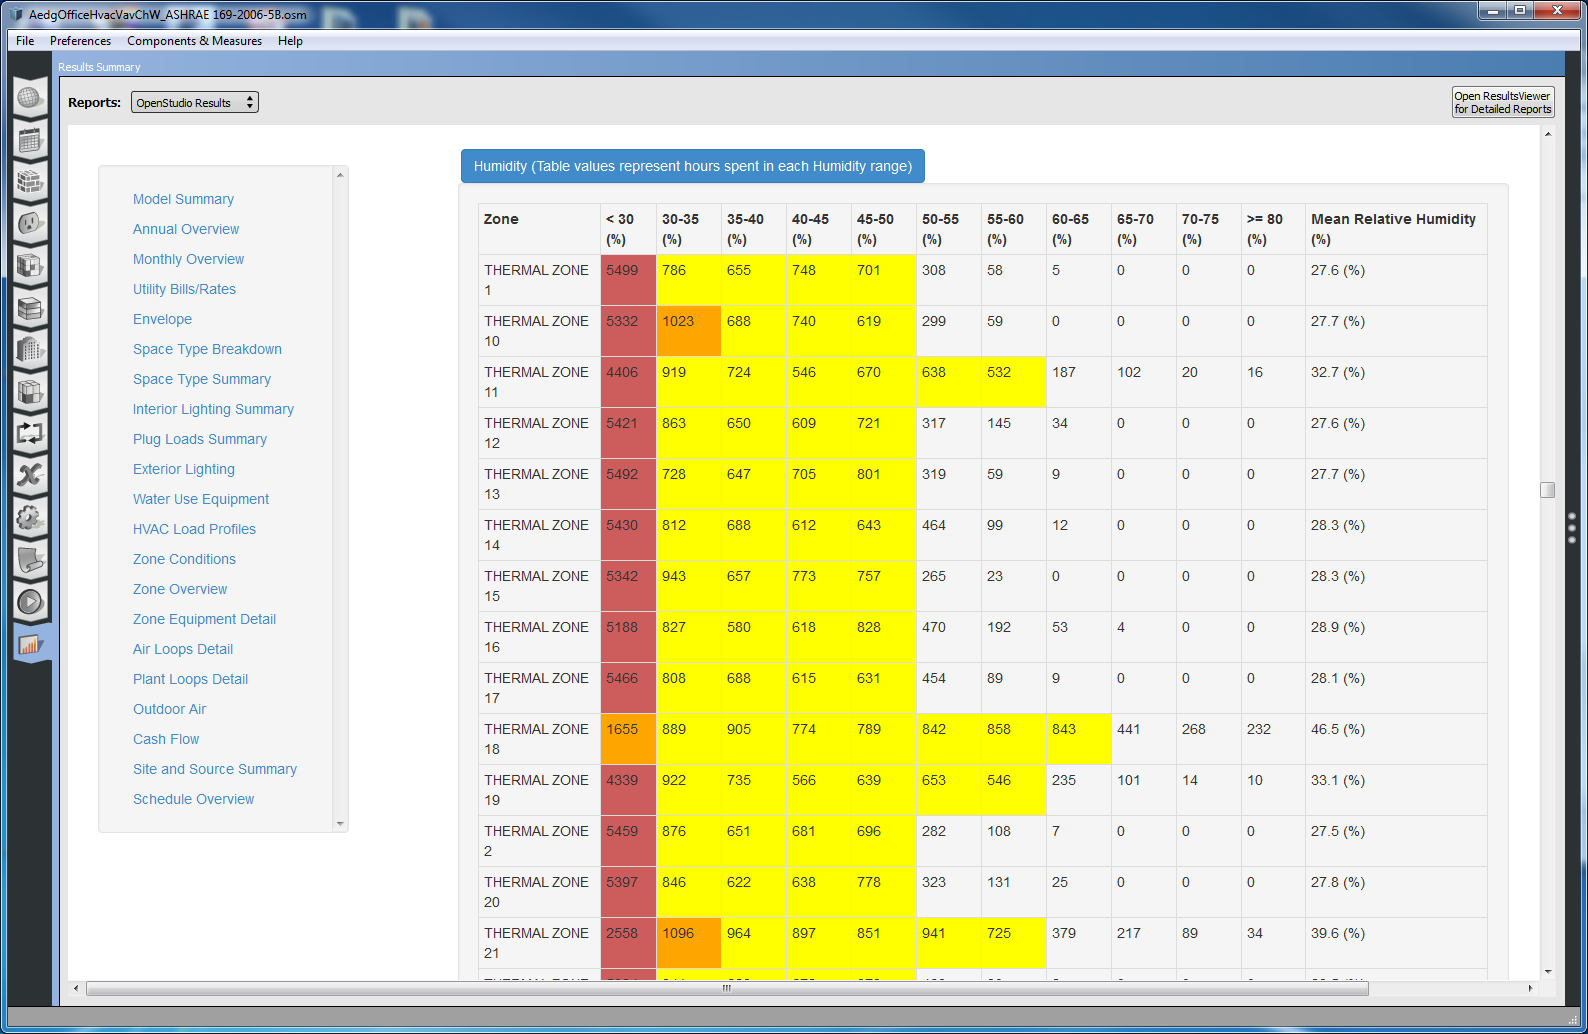 AedgOfficeHvacVavChW_ASHRAE 169-2006-5B.osm
File Preferences Components & Measures Help
Results Summary
Reports: OpenStudio Results
Open ResultsViewer
for Detailed Reports
Model Summary
Annual Overview
Monthly Overview
Utility Bills/Rates
Envelope
Space Type Breakdown
Space Type Summary
Interior Lighting Summary
Plug Loads Summary
Exterior Lighting
Water Use Equipment
HVAC Load Profiles
Zone Conditions
Zone Overview
Zone Equipment Detail
Air Loops Detail
Plant Loops Detail
Outdoor Air
Cash Flow
Site and Source Summary
Schedule Overview
Humidity (Table values represent hours spent in each Humidity range)
Zone < 30 30-35 35-40 40-45 45-50 50-55 55-60 60-65 65-70 70-75 >= 80 Mean Relative Humidity
(%) (%) (%) (%) (%) (%) (%) (%) (%) (%) (%) (%)
THERMAL ZONE 5499 786 655 748 701 308 58 5 0 0 0 27.6 (%)
1
THERMAL ZONE 5332 1023 688 740 619 299 59 0 0 0 0 27.7 (%)
10
THERMAL ZONE 4406 919 724 546 670 638 532 187 102 20 16 32.7 (%)
11
THERMAL ZONE 5421 863 650 609 721 317 145 34 0 0 0 27.6 (%)
12
THERMAL ZONE 5492 728 647 705 801 319 59 9 0 0 0 27.7 (%)
13
THERMAL ZONE 5430 812 688 612 643 464 99 12 0 0 0 28.3 (%)
14
THERMAL ZONE 5342 943 657 773 757 265 23 0 0 0 0 28.3 (%)
15
THERMAL ZONE 5188 827 580 618 828 470 192 53 4 0 0 28.9 (%)
16
THERMAL ZONE 5466 808 688 615 631 454 89 9 0 0 0 28.1 (%)
17
THERMAL ZONE 1655 889 905 774 789 842 858 843 441 268 232 46.5 (%)
18
THERMAL ZONE 4339 922 735 566 639 653 546 235 101 14 10 33.1 (%)
19
THERMAL ZONE 5459 876 651 681 696 282 108 7 0 0 0 27.5 (%)
2
THERMAL ZONE 5397 846 622 638 778 323 131 25 0 0 0 27.8 (%)
20
THERMAL ZONE 2558 1096 964 897 851 941 725 379 217 89 34 39.6 (%)
21